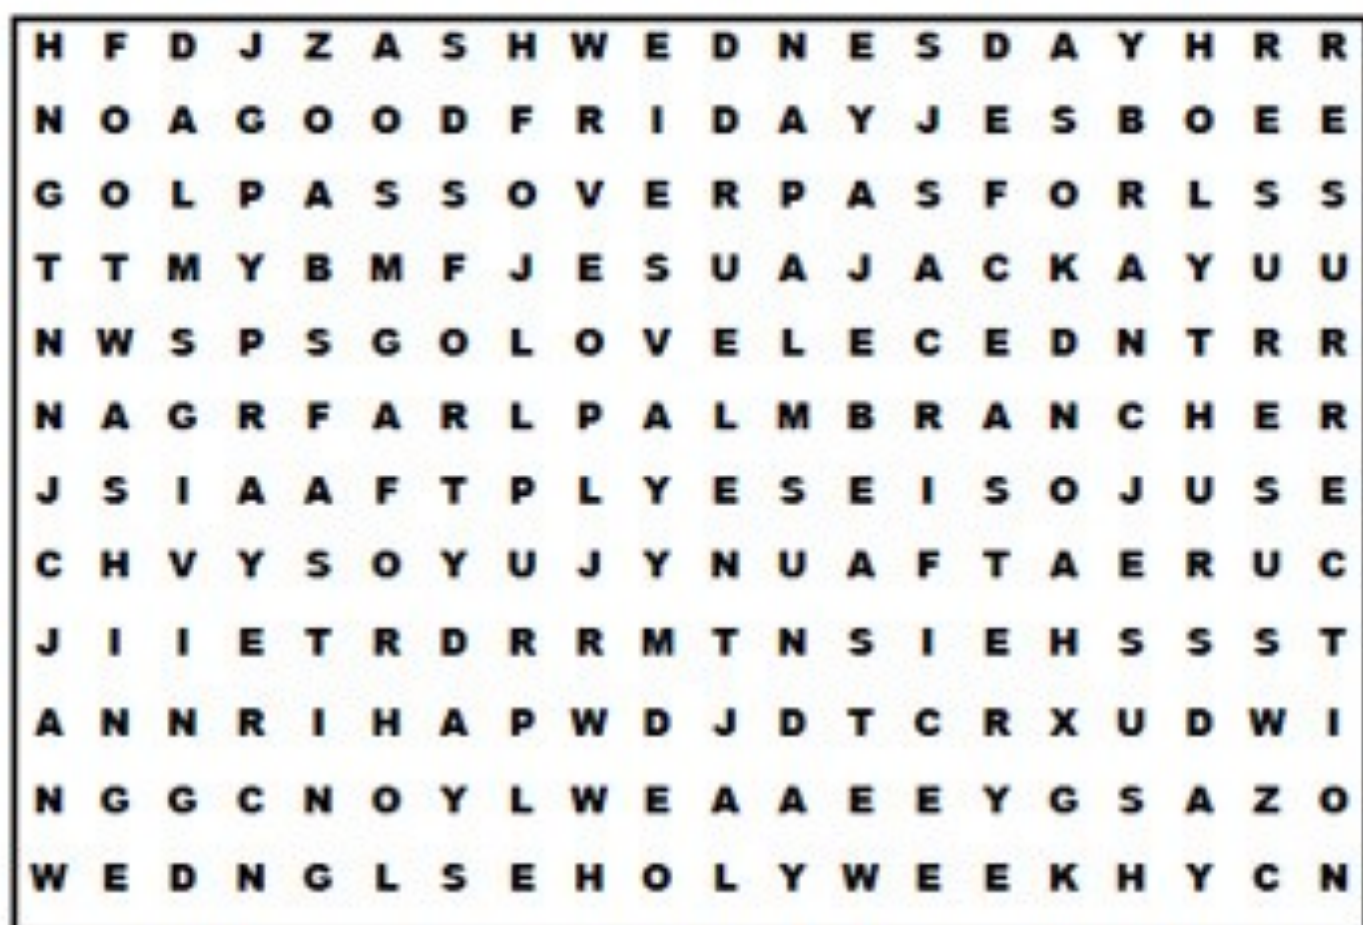 H F D J Z A S H W E D N E S D A Y H R R
N O A G O O D F R I D A Y J E S B O E E
G O L P A S S O V E R P A S F O R L S S
T T M Y B M F J E S U A J A C K A Y U U
N W S P S G O L O V E L E C E D N T R R
N A G R F A R L P A L M B R A N C H E R
J S I A A F T P L Y E S E I S O J U S E
C H V Y S O Y U J Y N U A F T A E R U C
J I I E T R D R R M T N S I E H S S S T
A N N R I H A P W D J D T C R X U D W I
N G G C N O Y L W E A A E E Y G S A Z O
W E D N G L S E H O L Y W E E K H Y C N